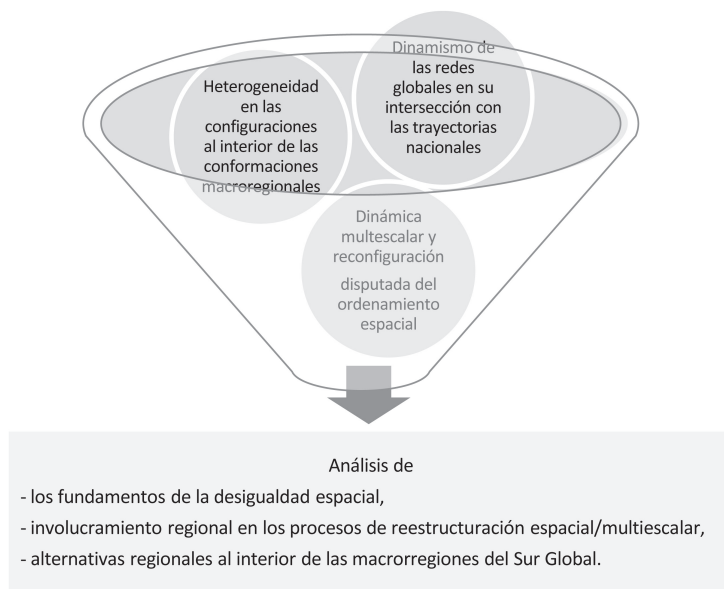 Heterogeneidad
en las
configuraciones
al interior de las
conformaciones
macroregionales
Dinamismo de
las redes
globales en su
intersección con
las trayectorias
nacionales
Dinámica
multescalar y
reconfiguración
disputada del
ordenamiento
espacial
Análisis de
- los fundamentos de la desigualdad espacial,
- involucramiento regional en los procesos de reestructuración espacial/multiescalar,
- alternativas regionales al interior de las macrorregiones del Sur Global.